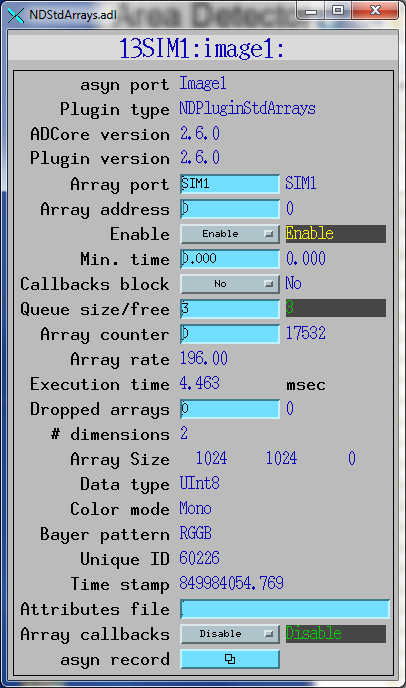 NDStdArrays.adl
Area Detector
13SIM1:image1:
asyn port Image1
Plugin type NDPluginStdArrays
ADCore version 2.6.0
Plugin version 2.6.0
Array port SIM1 SIM1
Array address 0 0
Enable Enable Enable
Min. time 0.000 0.000
Callbacks block No No
Queue size/free 3 3
Array counter 0 17532
Array rate 196.00
Execution time 4.463 msec
Dropped arrays 0 0
# dimensions 2
Array Size 1024 1024 0
Data type UInt8
Color mode Mono
Bayer pattern RGGB
Unique ID 60226
Time stamp 849984054.769
Attributes file
Array callbacks Disable Disable
asyn record